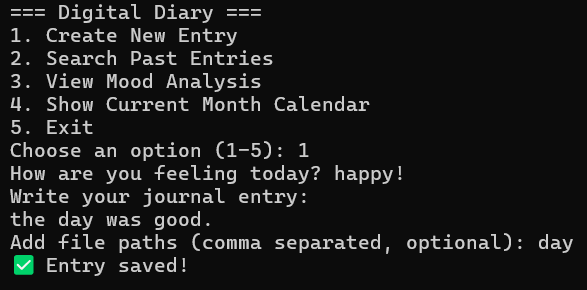 === Digital Diary ===
1. Create New Entry
2. Search Past Entries
3. View Mood Analysis
4. Show Current Month Calendar
5. Exit
Choose an option (1-5): 1
How are you feeling today? happy!
Write your journal entry:
the day was good.
Add file paths (comma separated, optional): day
✅ Entry saved!